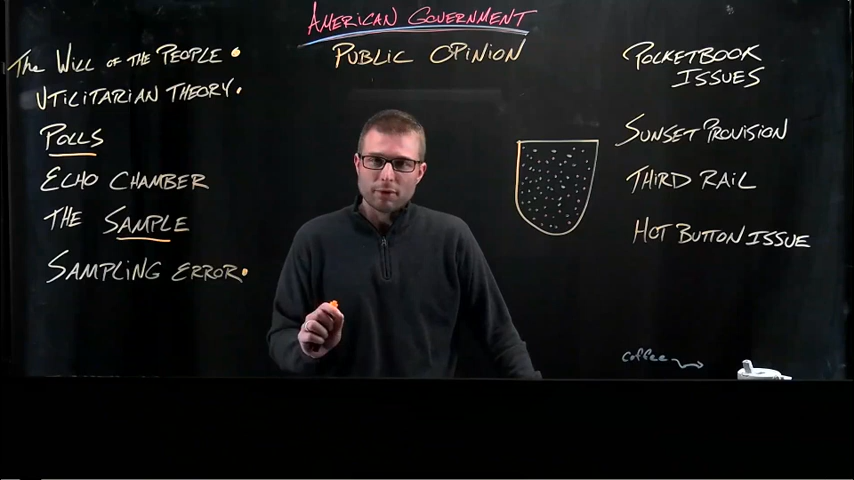 American Government
Public Opinion
The Will of the People
Utilitarian Theory
Polls
Echo Chamber
The Sample
Sampling Error
Pocketbook
Issues
Sunset Provision
Third Rail
Hot Button Issue
coffee